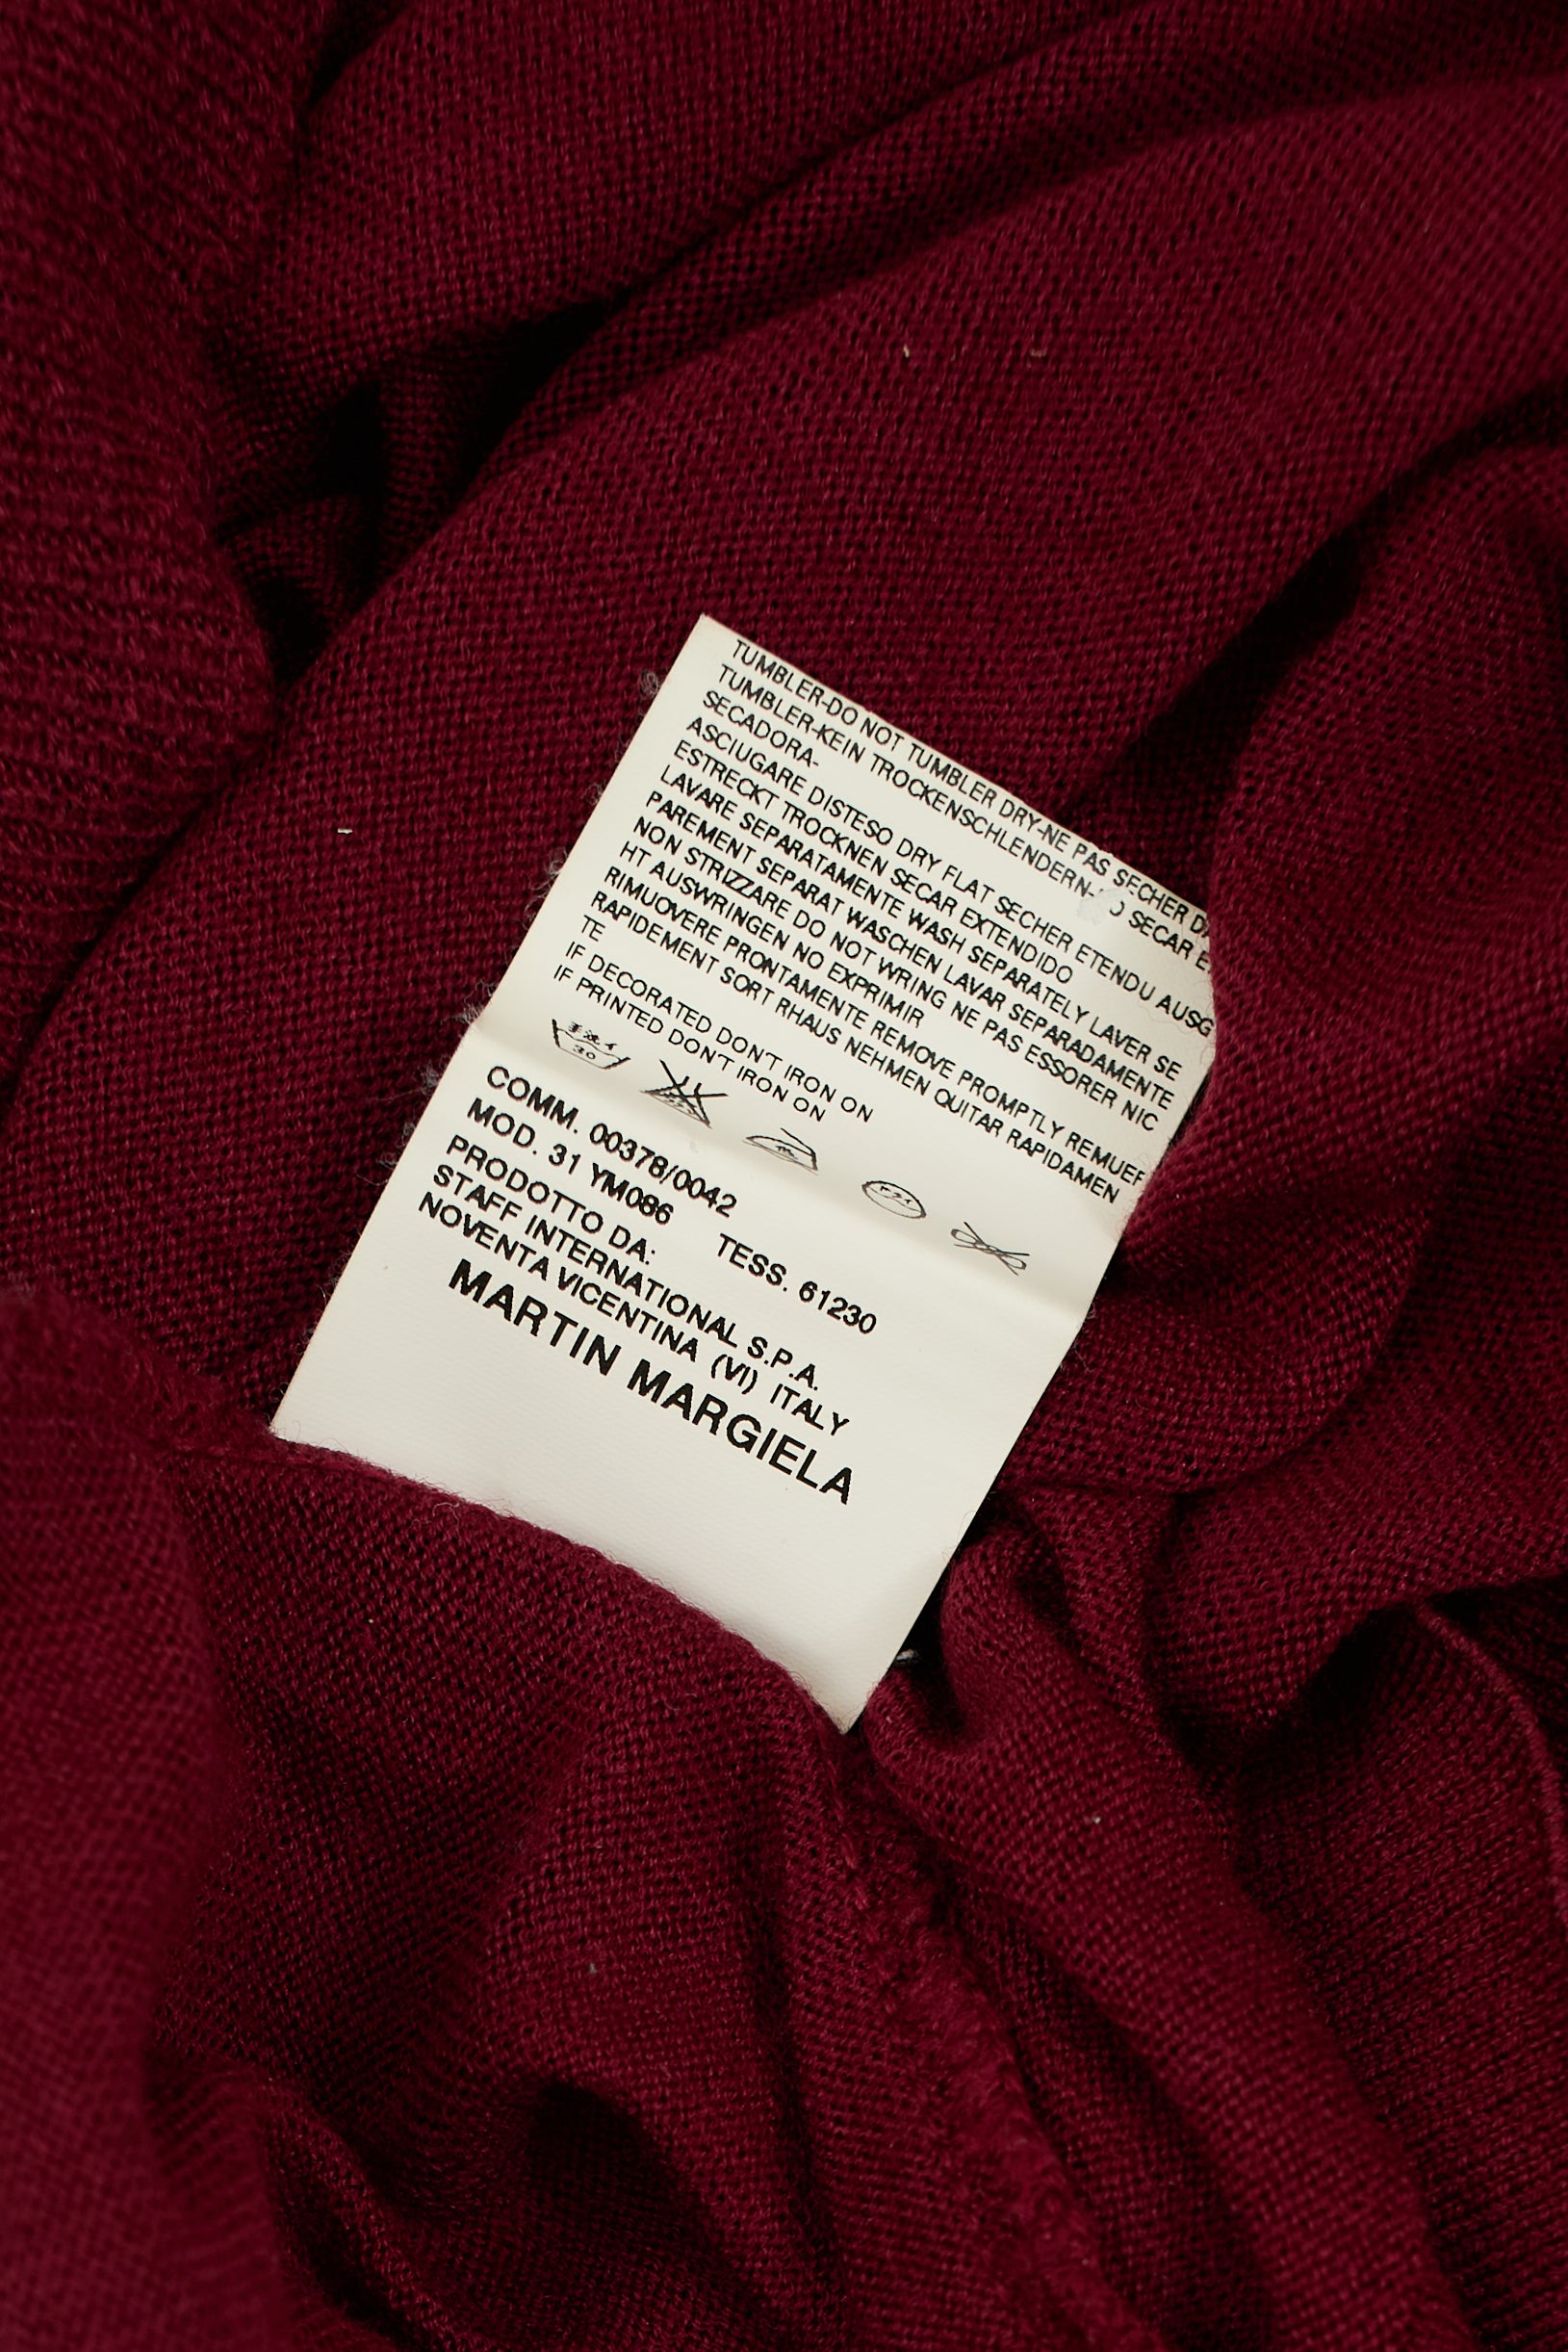 TUMBLER-DO NOT TUMBLER DRY-NE PAS SECHER
TUMBLER-KEIN TROCKENSCHLENDERN- SECAR
SECADORA-
ASCIUGARE DISTESO DRY FLAT SECHER ETENDU AUSG
ESTRECKT TROCKNEN SECAR EXTENDIDO
LAVARE SEPARATAMENTE WASH SEPARATELY LAVER SE
PAREMENT SEPARAT WASCHEN LAVAR SEPARADAMENTE
NON STRIZZARE DO NOT WRING NE PAS ESSORER NIC
HT AUSWRINGEN NO EXPRIMIR
RIMUOVERE PRONTAMENTE REMOVE PROMPTLY REMUER
RAPIDEMENT SORT RHAUS NEHMEN QUITAR RAPIDAMEN
TE
IF DECORATED DON'T IRON ON
IF PRINTED DON'T IRON ON
30
COMM. 00378/0042
MOD. 31 YM086 TESS. 61230
PRODOTTO DA:
STAFF INTERNATIONAL S.P.A.
NOVENTA VICENTINA (VI) ITALY
MARTIN MARGIELA